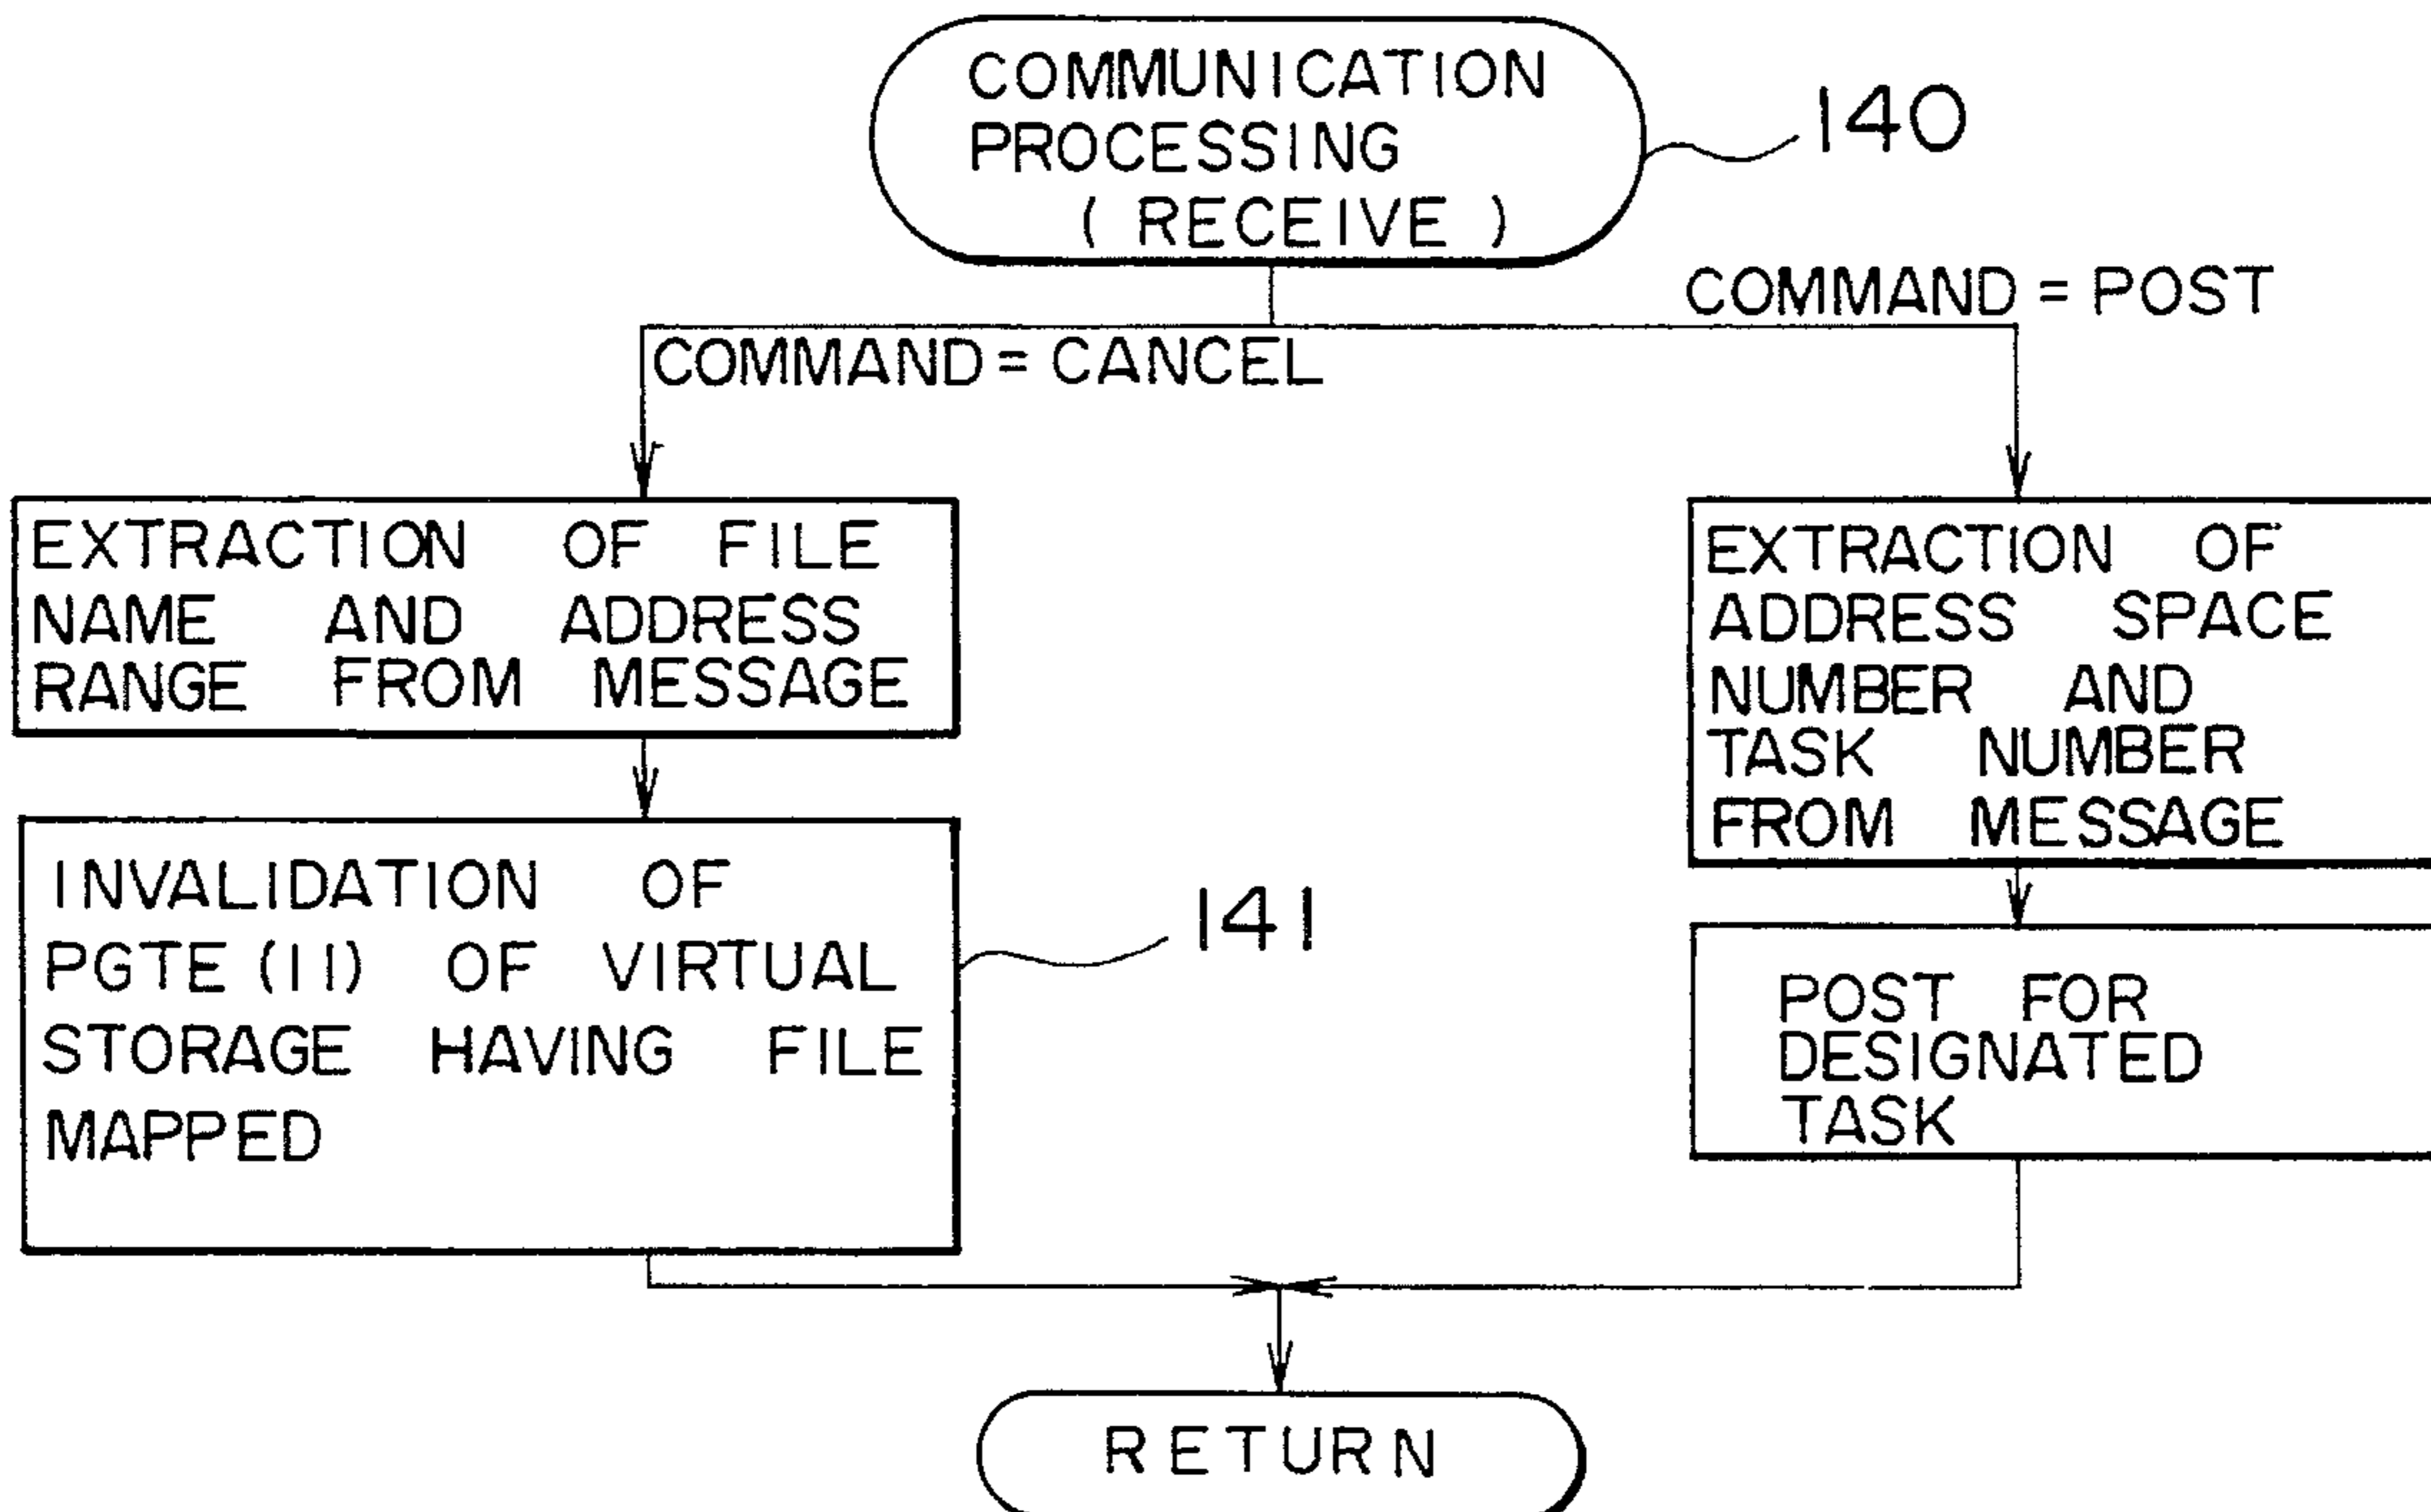 COMMUNICATION
PROCESSING
( RECEIVE )
140
COMMAND = POST
COMMAND = CANCEL
EXTRACTION OF FILE
NAME AND ADDRESS
RANGE FROM MESSAGE
EXTRACTION OF
ADDRESS SPACE
NUMBER AND
TASK NUMBER
FROM MESSAGE
INVALIDATION OF
PGTE (11) OF VIRTUAL
STORAGE HAVING FILE
MAPPED
141
POST FOR
DESIGNATED
TASK
RETURN